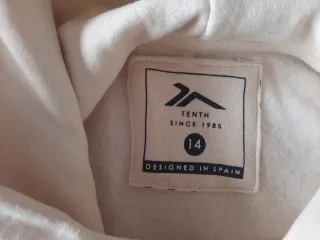 TENTH
SINCE 1985
14
DESIGNED IN SPAIN